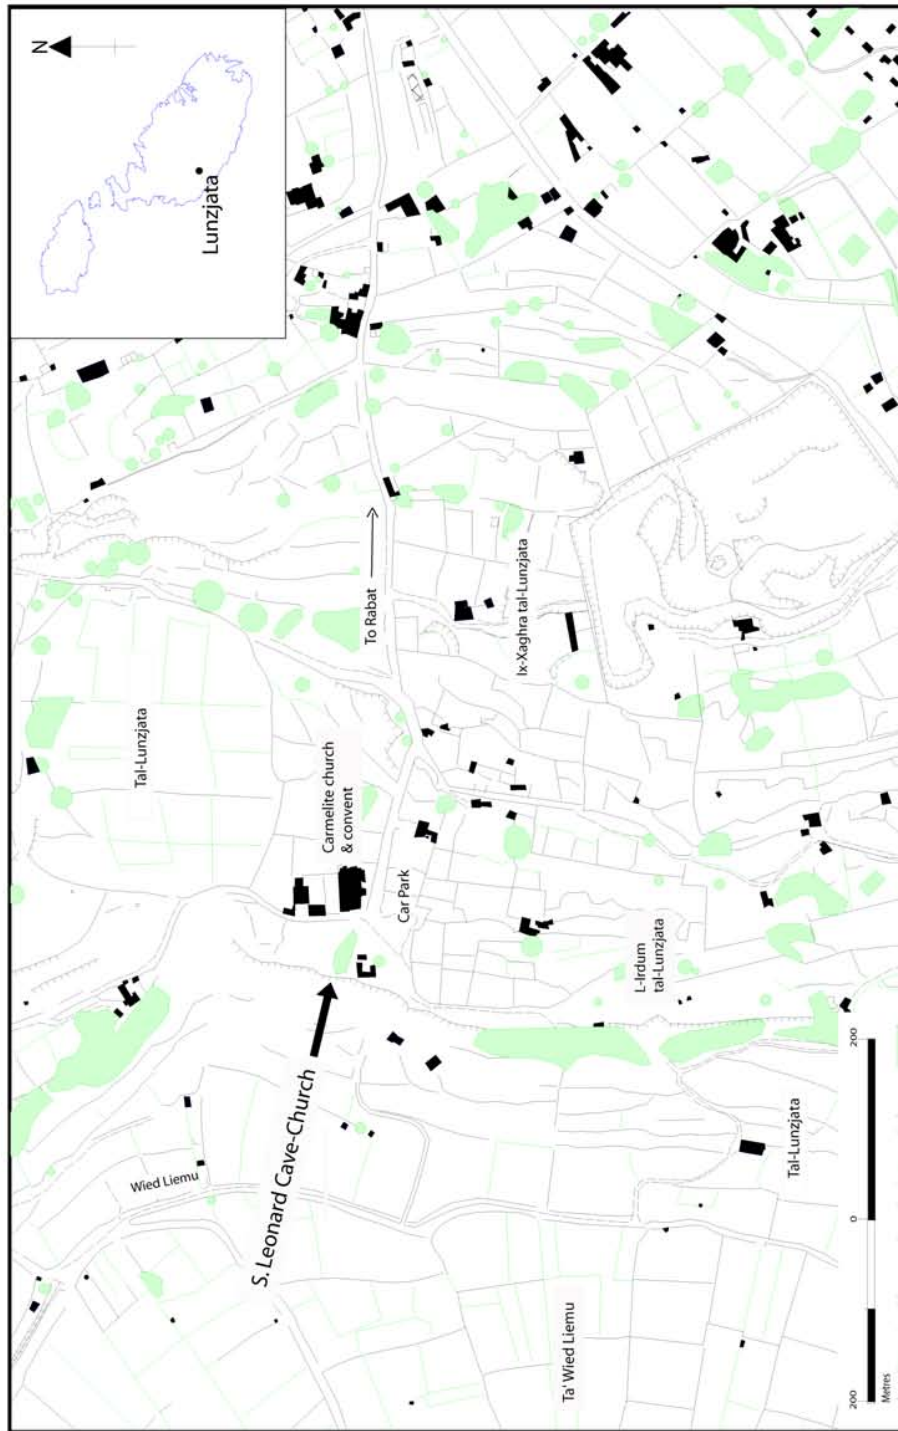 N
Lunzjata
Tal-Lunzjata
Carmelite church
& convent
To Rabat
Ix-Xaghra tal-Lunzjata
Car Park
S. Leonard Cave-Church
L-Irdum
tal-Lunzjata
Wied Liemu
Tal-Lunzjata
Ta' Wied Liemu
200
0
200
Metres